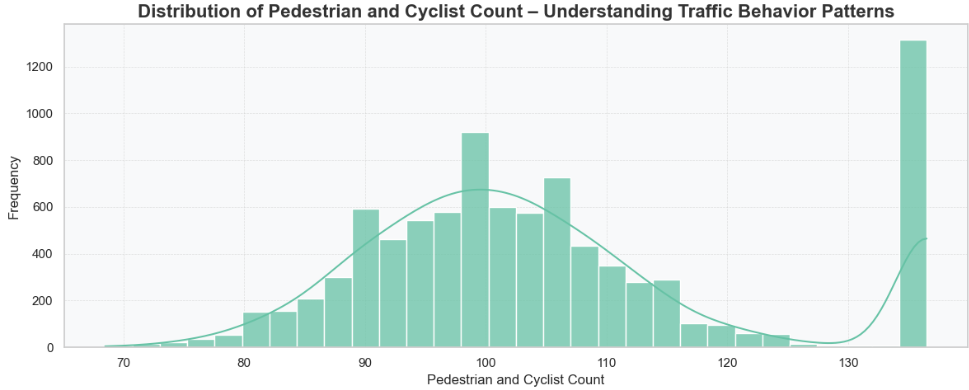 Distribution of Pedestrian and Cyclist Count – Understanding Traffic Behavior Patterns
Frequency
1200
1000
800
600
400
200
0
70 80 90 100 110 120 130
Pedestrian and Cyclist Count